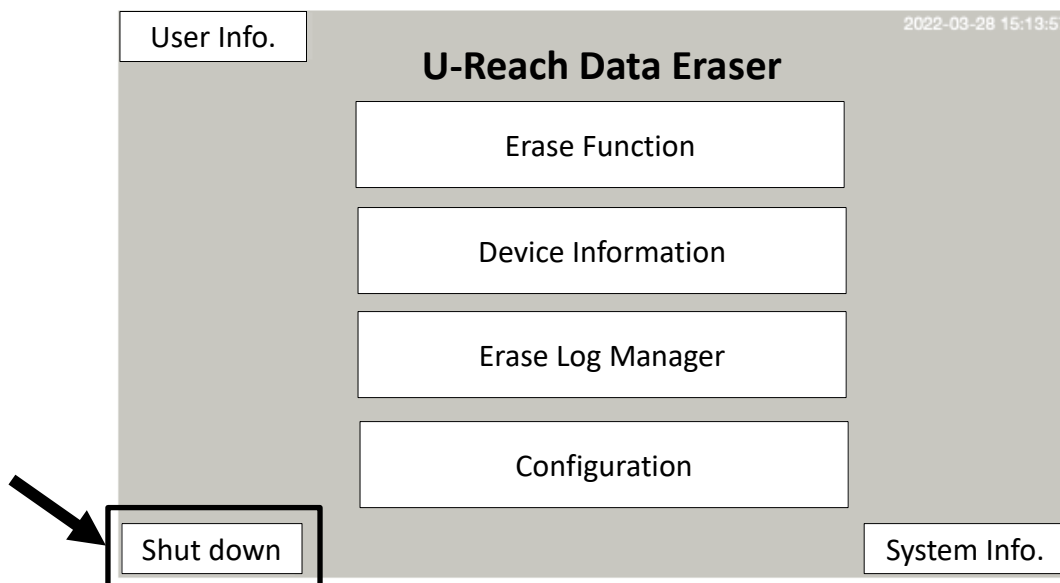 User Info.
2022-03-28 15:13:5
U-Reach Data Eraser
Erase Function
Device Information
Erase Log Manager
Configuration
Shut down
System Info.